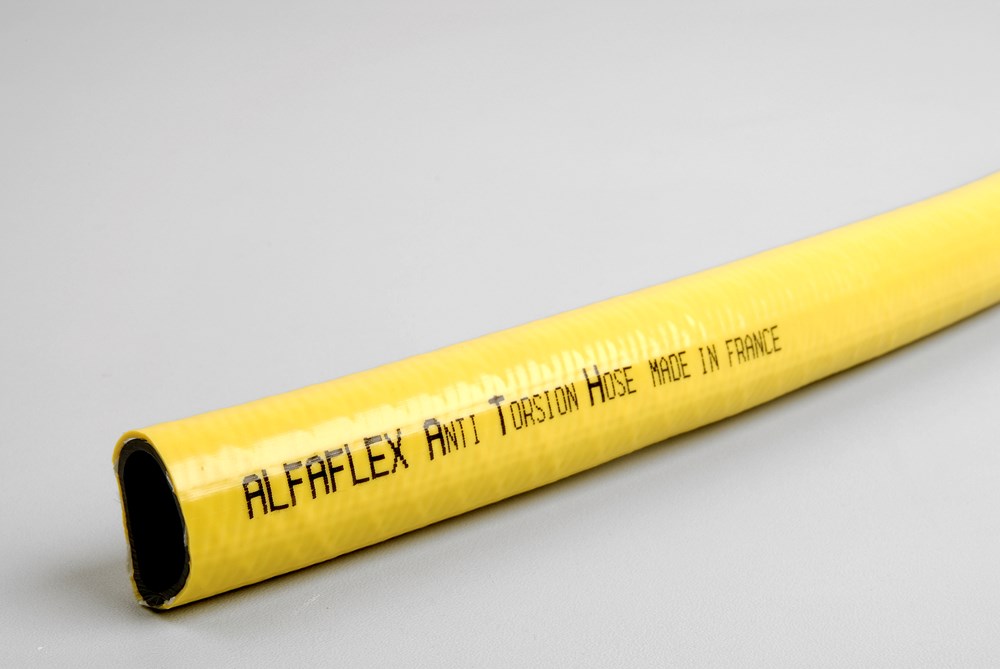 ALFAFLEX ANTI TORSION HOSE MADE IN FRANCE